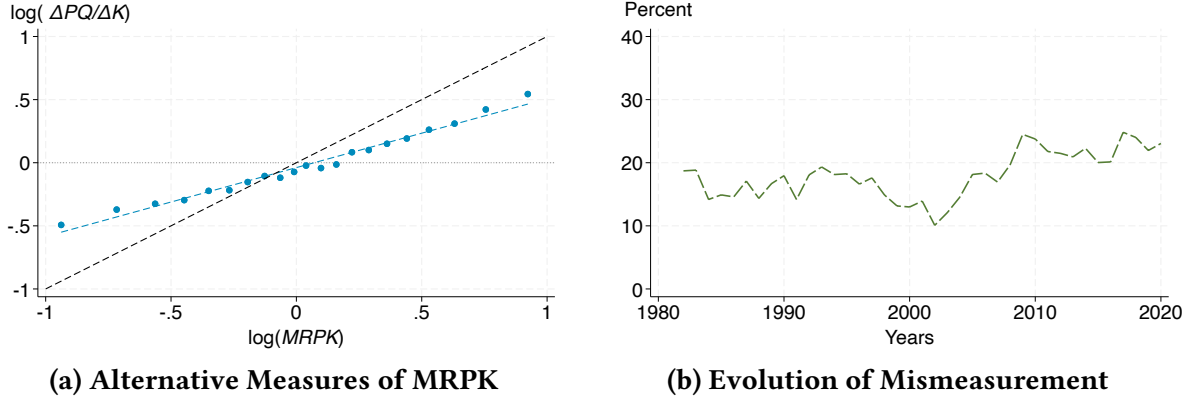 log( ΔPQ/ΔK)
1
.5
0
-.5
-1
-1 -.5 0 .5 1
log(MRPK)
(a) Alternative Measures of MRPK
Percent
40
30
20
10
0
1980 1990 2000 2010 2020
Years
(b) Evolution of Mismeasurement